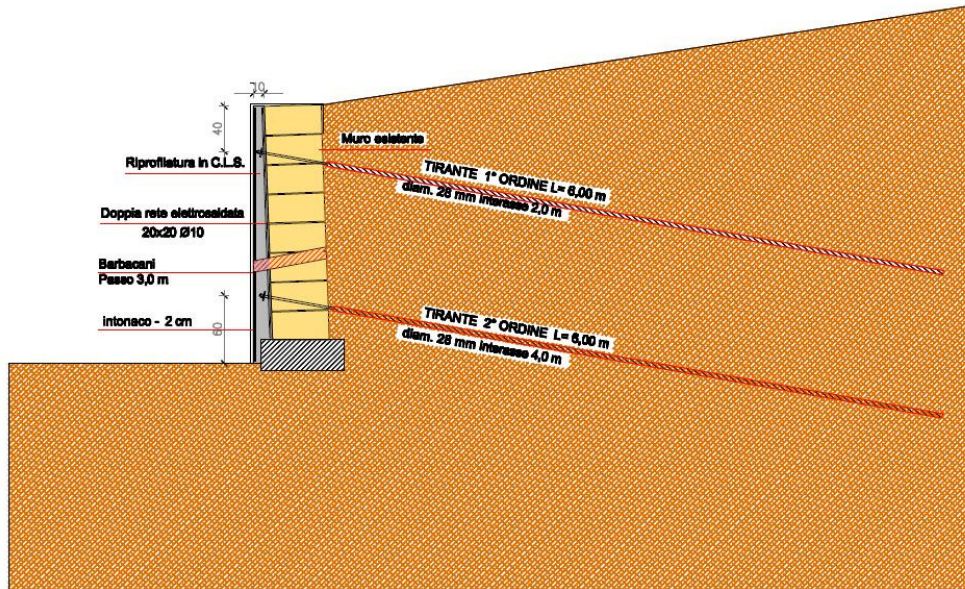 10
40
Muro esistente
Riprofilatura in C.L.S.
TIRANTE 1° ORDINE L= 6,00 m
diam. 28 mm interasse 2,0 m
Doppia rete elettrosaldata
20x20 Ø10
Barbacani
Passo 3,0 m
intonaco - 2 cm
60
TIRANTE 2° ORDINE L= 6,00 m
diam. 28 mm interasse 4,0 m